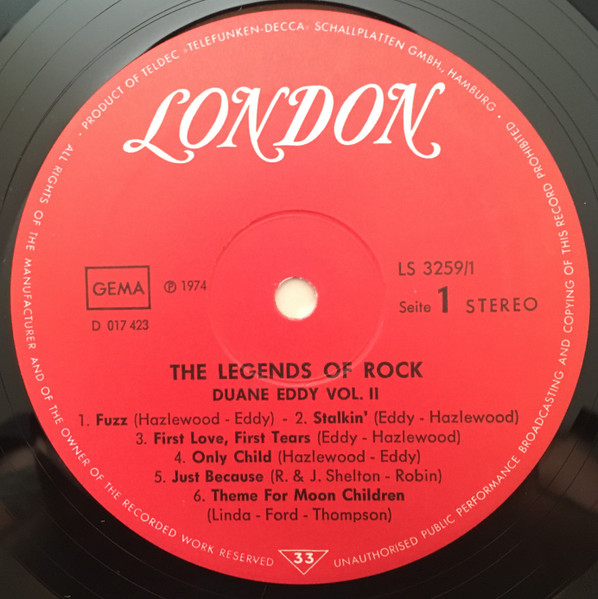 · PRODUCT OF TELDEC »TELEFUNKEN-DECCA« SCHALLPLATTEN GMBH., HAMBURG ·
LONDON
GEMA
℗ 1974
D 017 423
LS 3259/1
Seite 1 STEREO
THE LEGENDS OF ROCK
DUANE EDDY VOL. II
1. Fuzz (Hazlewood - Eddy) - 2. Stalkin' (Eddy - Hazlewood)
3. First Love, First Tears (Eddy - Hazlewood)
4. Only Child (Hazlewood - Eddy)
5. Just Because (R. & J. Shelton - Robin)
6. Theme For Moon Children
(Linda - Ford - Thompson)
ALL RIGHTS OF THE MANUFACTURER AND OF THE OWNER OF THE RECORDED WORK RESERVED
33
UNAUTHORISED PUBLIC PERFORMANCE BROADCASTING AND COPYING OF THIS RECORD PROHIBITED